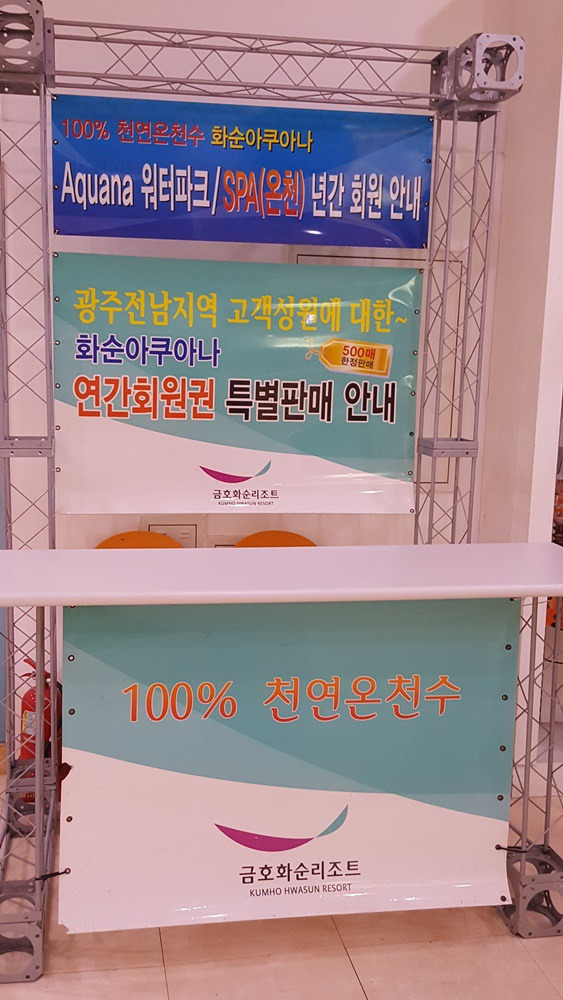 100% 천연온천수 화순아쿠아나
Aquana 워터파크/SPA(온천) 년간 회원 안내
광주전남지역 고객성원에 대한~
화순아쿠아나
500매
한정판매
연간회원권 특별판매 안내
금호화순리조트
KUMHO HWASUN RESORT
100% 천연온천수
금호화순리조트
KUMHO HWASUN RESORT